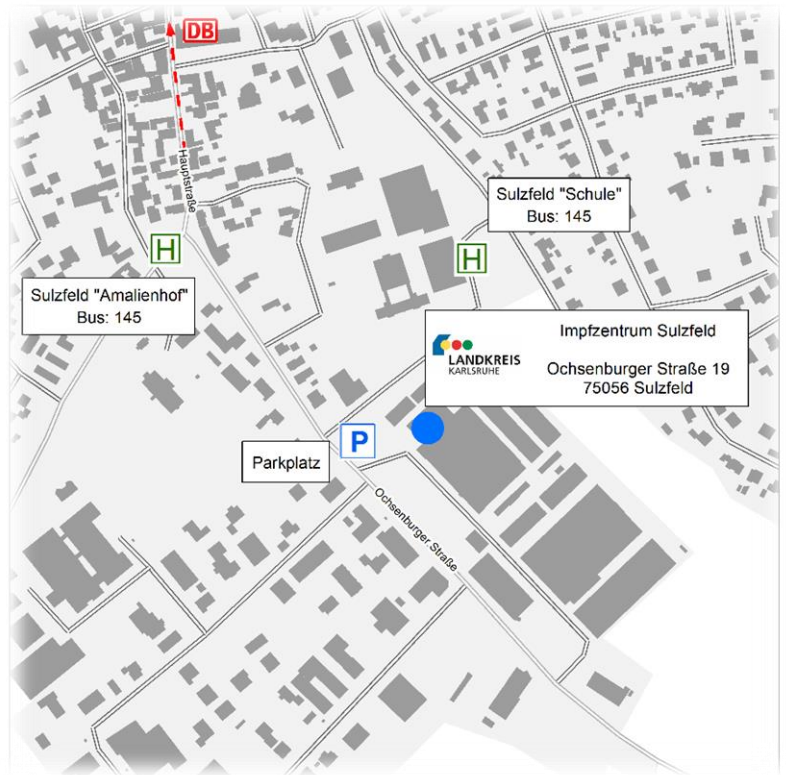 DB
Hauptstraße
Sulzfeld "Schule"
Bus: 145
H
H
Sulzfeld "Amalienhof"
Bus: 145
LANDKREIS
KARLSRUHE
Impfzentrum Sulzfeld
Ochsenburger Straße 19
75056 Sulzfeld
P
Parkplatz
Ochsenburger Straße